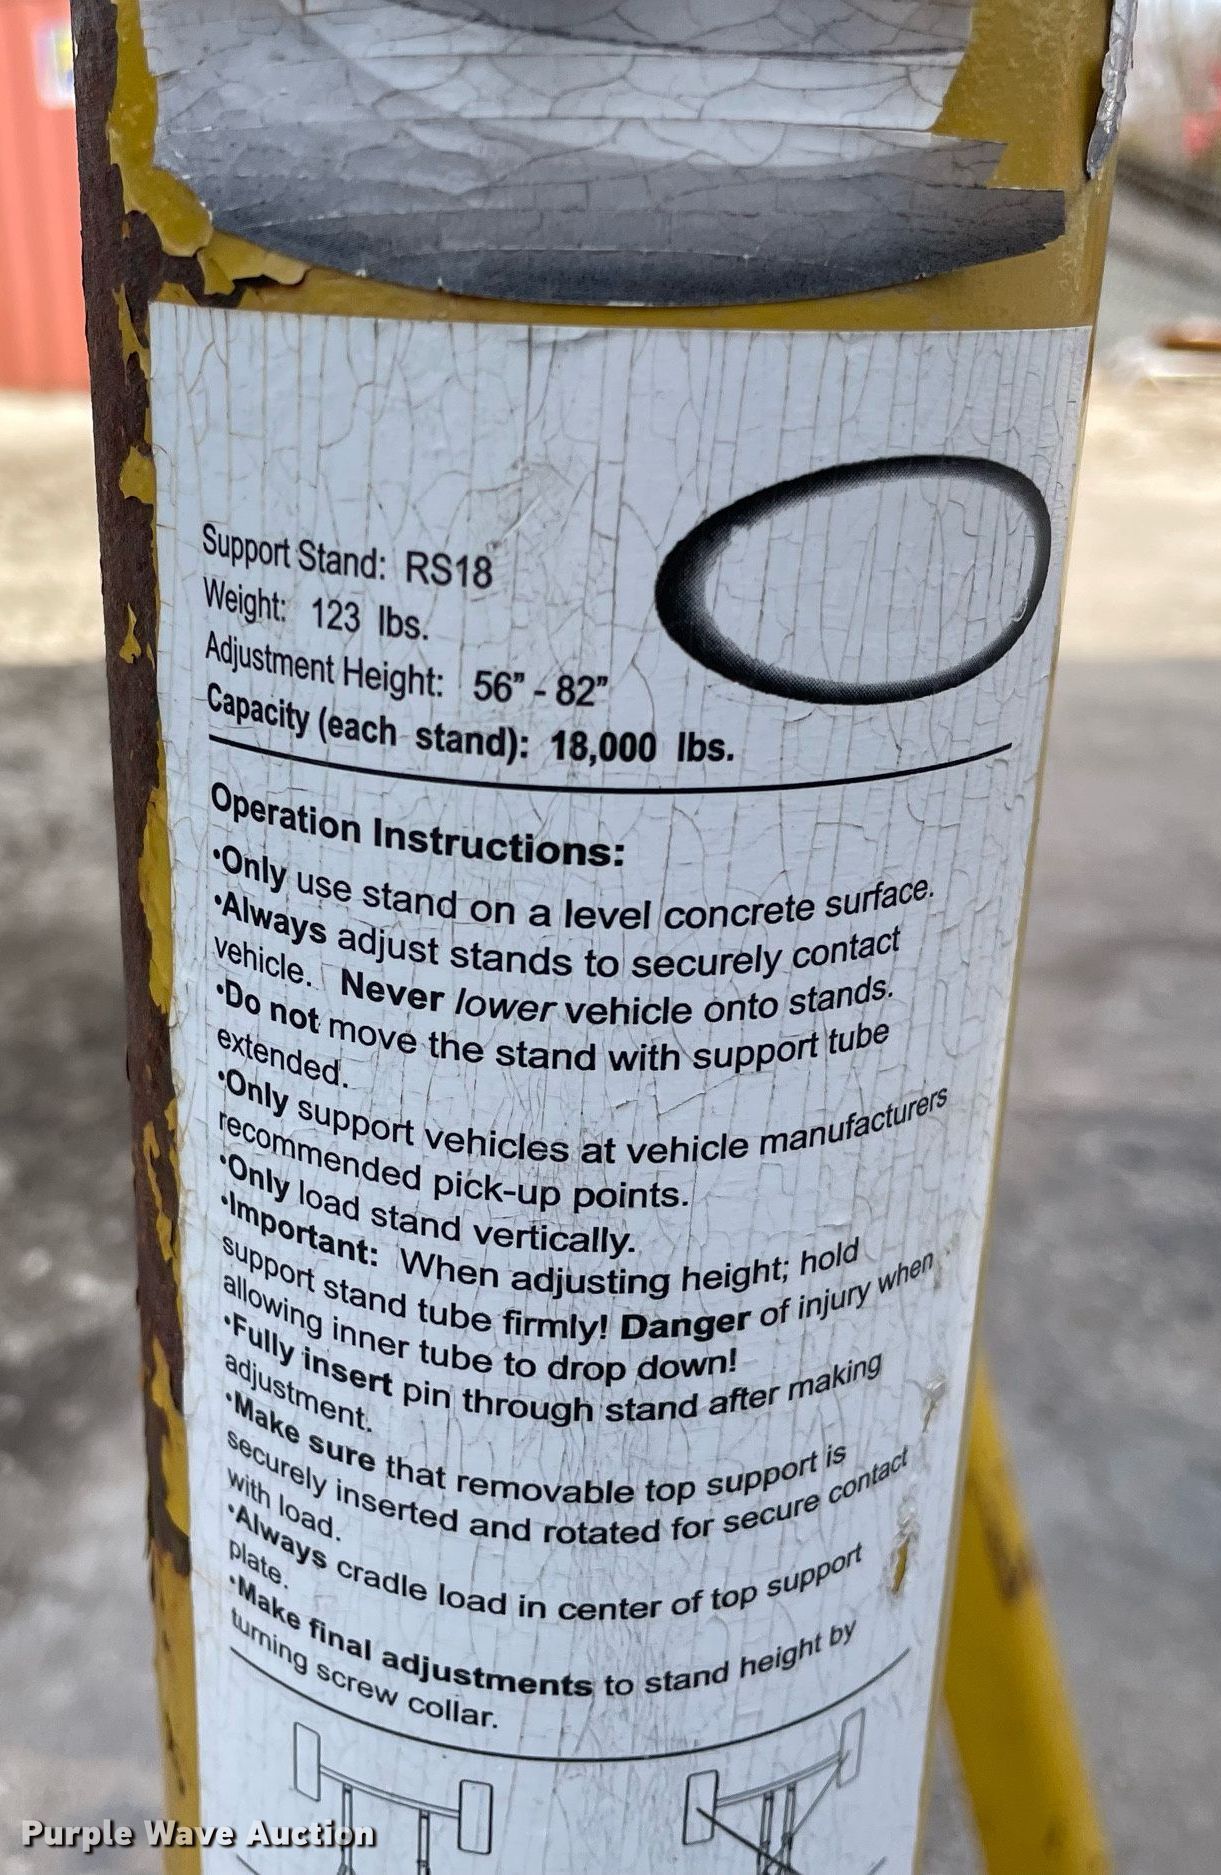 Support Stand: RS18
Weight: 123 lbs.
Adjustment Height: 56” - 82”
Capacity (each stand): 18,000 lbs.
Operation Instructions:
•Only use stand on a level concrete surface.
•Always adjust stands to securely contact
vehicle. Never lower vehicle onto stands.
•Do not move the stand with support tube
extended.
•Only support vehicles at vehicle manufacturers
recommended pick-up points.
•Only load stand vertically.
•Important: When adjusting height; hold
support stand tube firmly! Danger of injury when
allowing inner tube to drop down!
•Fully insert pin through stand after making
adjustment.
•Make sure that removable top support is
securely inserted and rotated for secure contact
with load.
•Always cradle load in center of top support
plate.
•Make final adjustments to stand height by
turning screw collar.
Purple Wave Auction